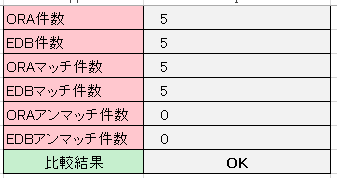 ORA件数 5
EDB件数 5
ORAマッチ件数 5
EDBマッチ件数 5
ORAアンマッチ件数 0
EDBアンマッチ件数 0
比較結果 OK